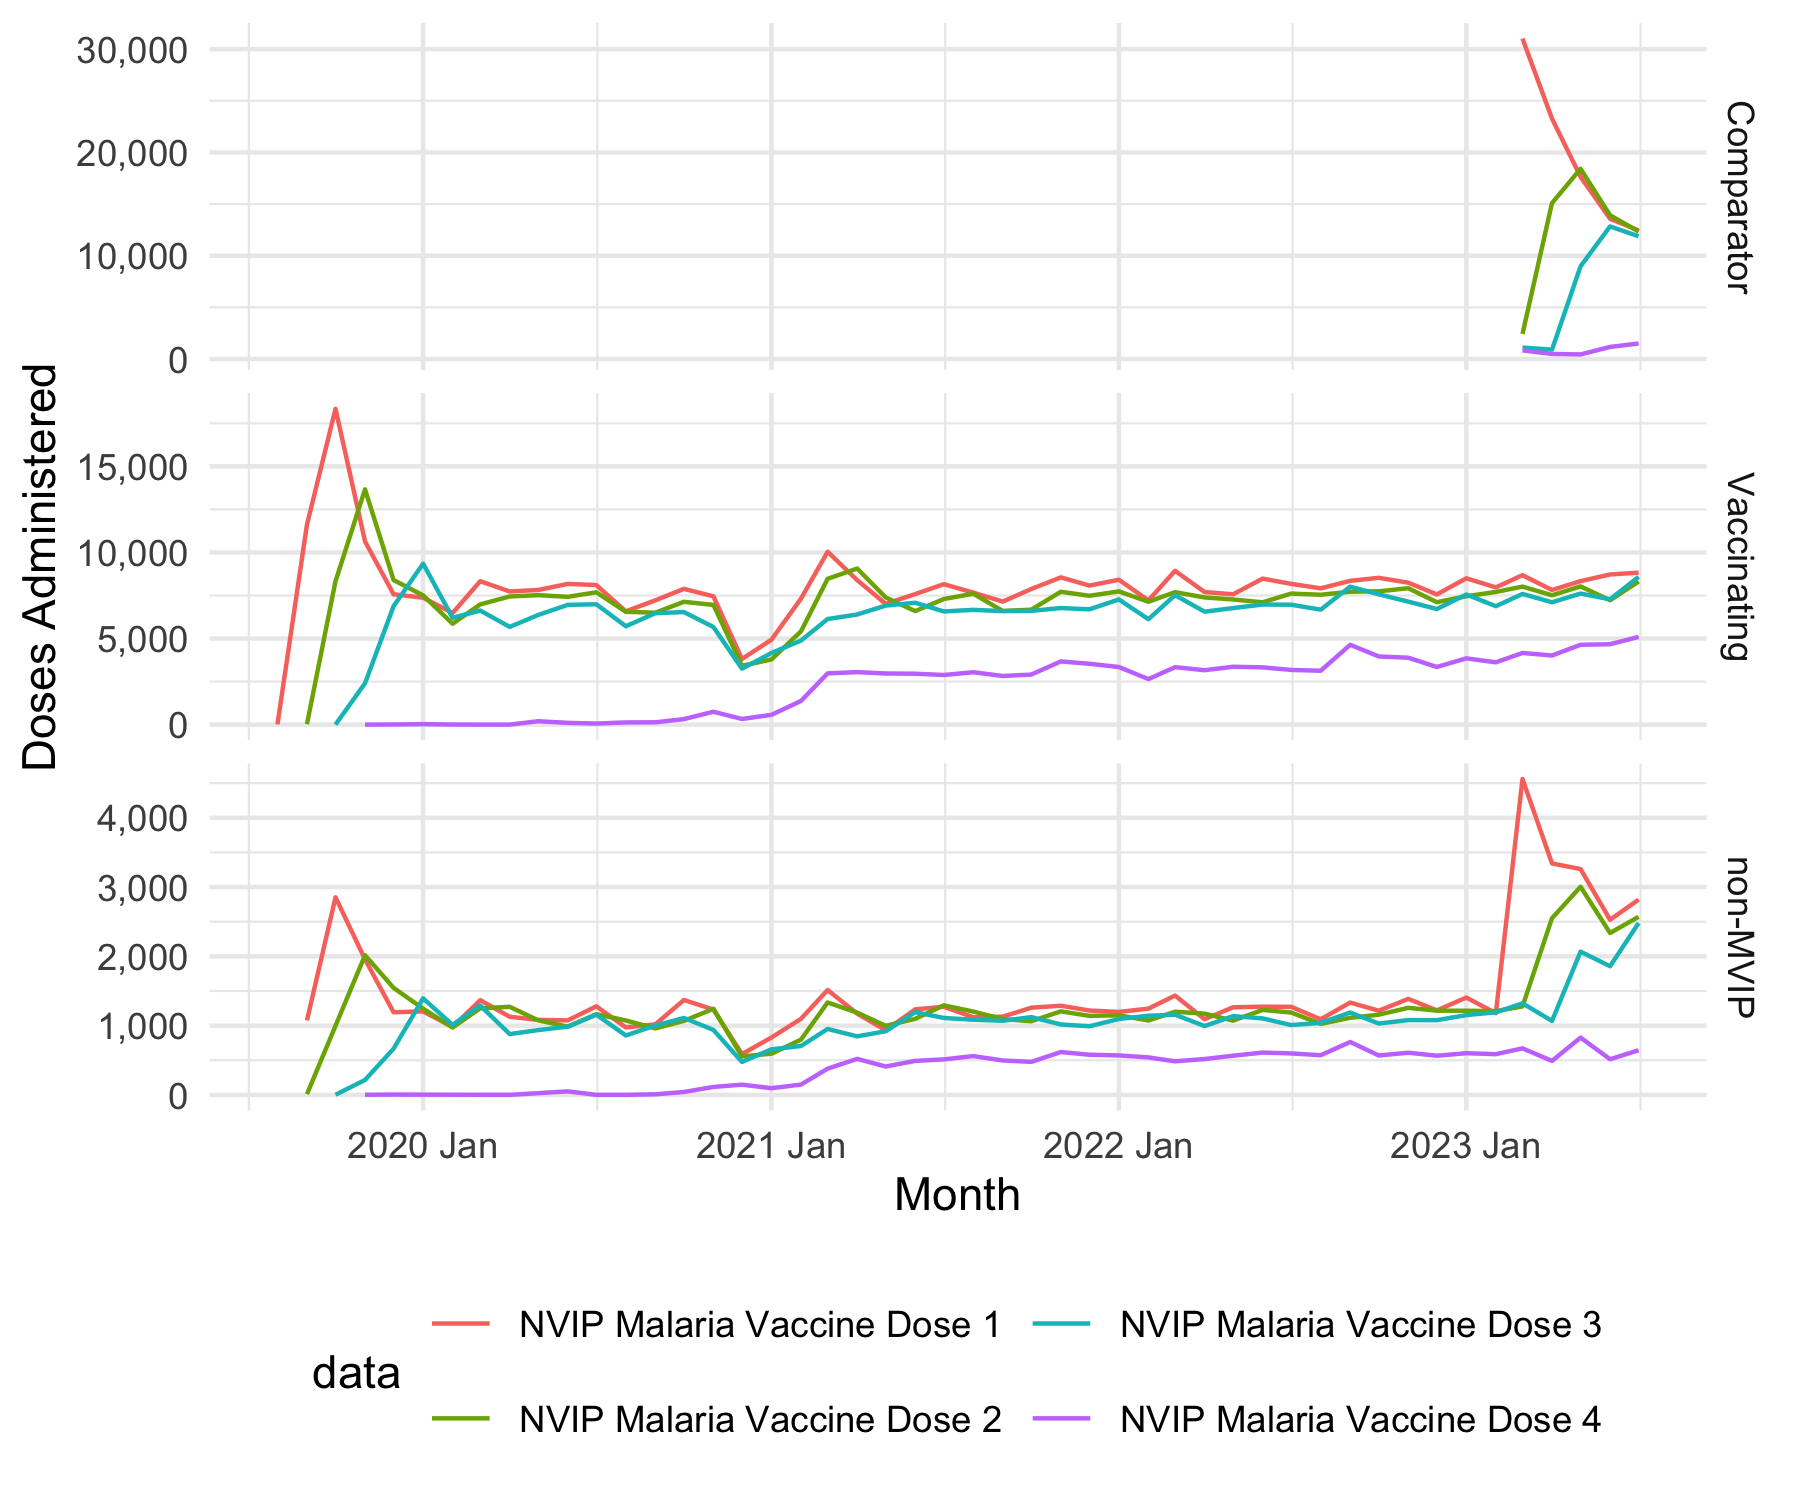 30,000
20,000
10,000
0
Comparator
Doses Administered
15,000
10,000
5,000
0
Vaccinating
4,000
3,000
2,000
1,000
0
non-MVIP
2020 Jan 2021 Jan 2022 Jan 2023 Jan
Month
data
NVIP Malaria Vaccine Dose 1 NVIP Malaria Vaccine Dose 3
NVIP Malaria Vaccine Dose 2 NVIP Malaria Vaccine Dose 4